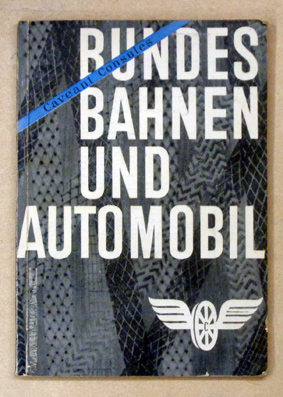 Caveant Consules
BUNDES
BAHNEN
UND
AUTOMOBIL
C